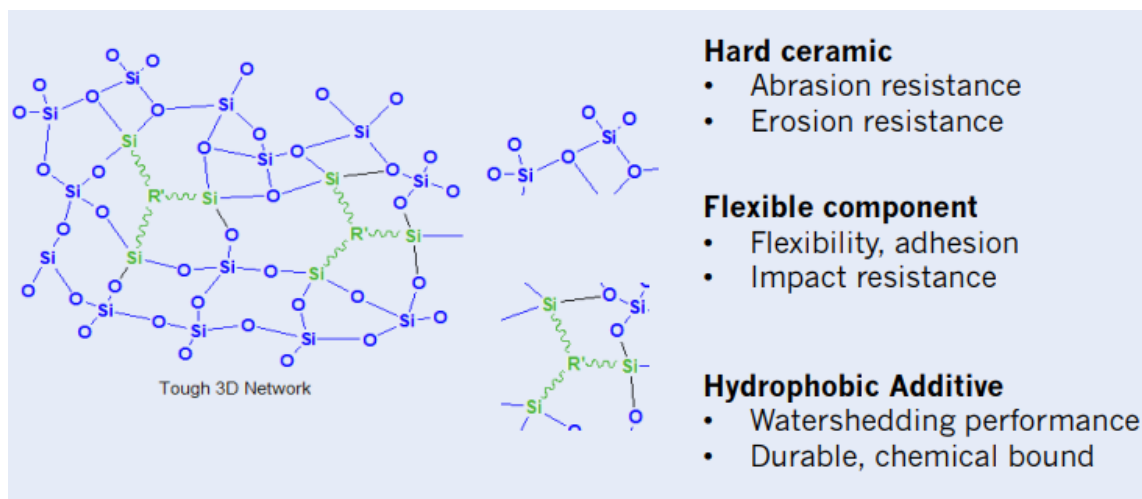 Hard ceramic
• Abrasion resistance
• Erosion resistance
Flexible component
• Flexibility, adhesion
• Impact resistance
Hydrophobic Additive
• Watershedding performance
• Durable, chemical bound
Tough 3D Network
Si
O
R'